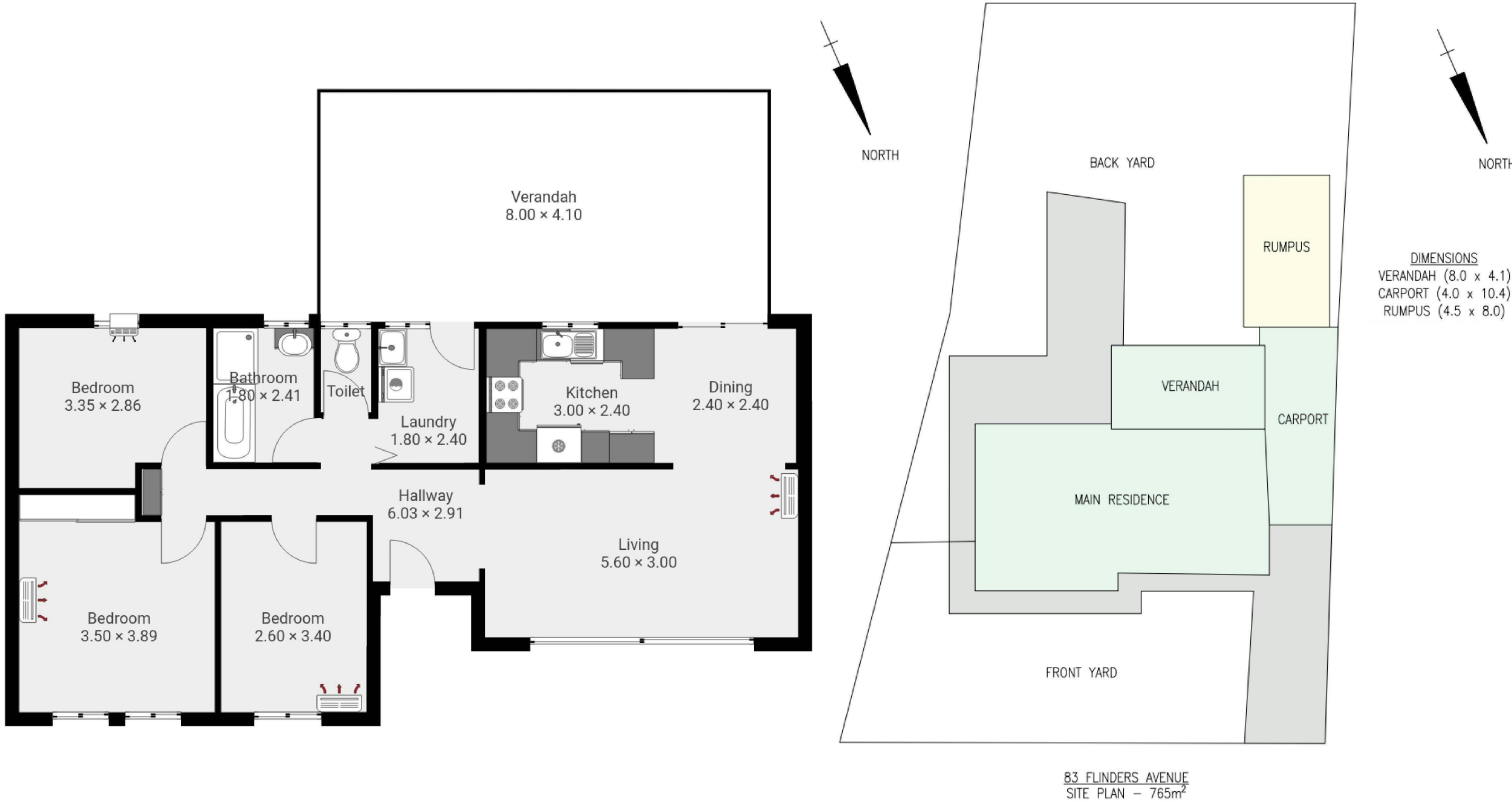 Verandah
8.00 × 4.10
Bedroom
3.35 × 2.86
Bathroom
1.80 × 2.41
Toilet
Laundry
1.80 × 2.40
Kitchen
3.00 × 2.40
Dining
2.40 × 2.40
Hallway
6.03 × 2.91
Living
5.60 × 3.00
Bedroom
3.50 × 3.89
Bedroom
2.60 × 3.40
NORTH
BACK YARD
RUMPUS
VERANDAH
CARPORT
MAIN RESIDENCE
FRONT YARD
NORTH
DIMENSIONS
VERANDAH (8.0 x 4.1)
CARPORT (4.0 x 10.4)
RUMPUS (4.5 x 8.0)
83 FLINDERS AVENUE
SITE PLAN – 765m²